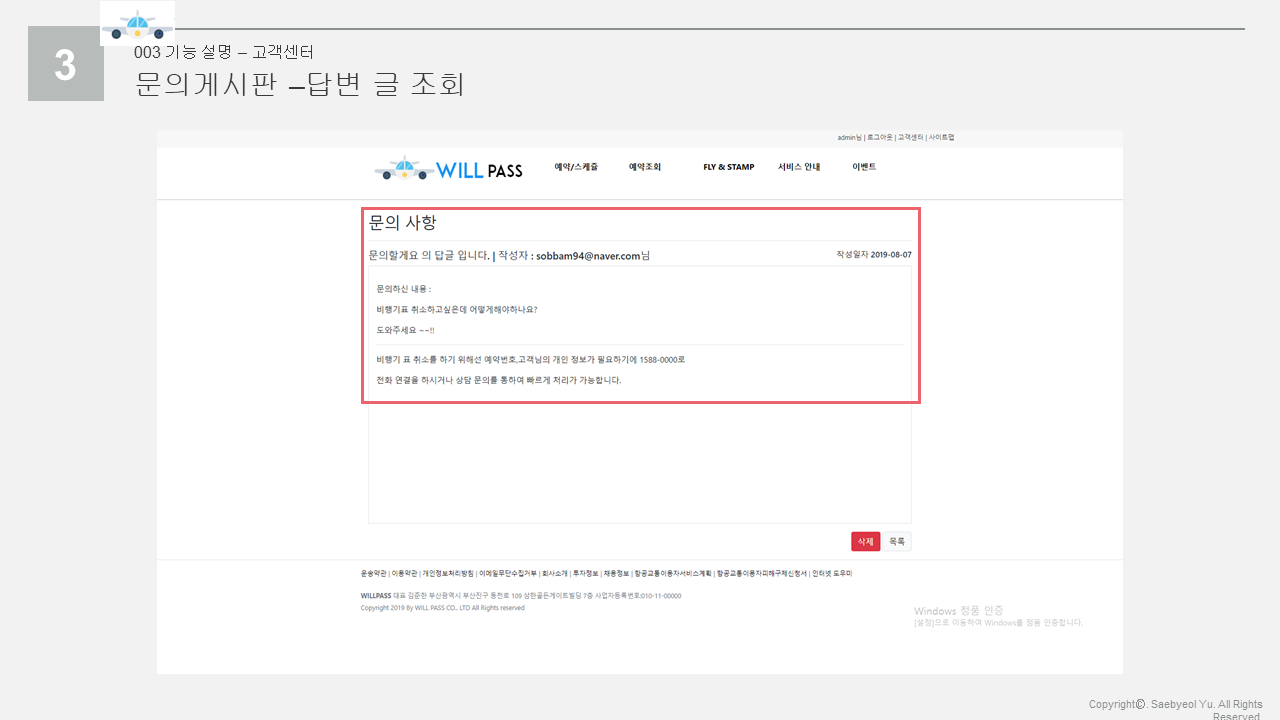 3
003 기능 설명 – 고객센터
문의게시판 –답변 글 조회
admin님 | 로그아웃 | 고객센터 | 사이트맵
WILL PASS
예약/스케쥴 예약조회 FLY & STAMP 서비스 안내 이벤트
문의 사항
문의할게요 의 답글 입니다. | 작성자 : sobbam94@naver.com님 작성일자 2019-08-07
문의하신 내용 :
비행기표 취소하고싶은데 어떻게해야하나요?
도와주세요 ~~!!
비행기 표 취소를 하기 위해선 예약번호,고객님의 개인 정보가 필요하기에 1588-0000로
전화 연결을 하시거나 상담 문의를 통하여 빠르게 처리가 가능합니다.
삭제 목록
운송약관 | 이용약관 | 개인정보처리방침 | 이메일무단수집거부 | 회사소개 | 투자정보 | 채용정보 | 항공교통이용자서비스계획 | 항공교통이용자피해구제신청서 | 인터넷 도우미
WILLPASS 대표 김준한 부산광역시 부산진구 동천로 109 삼한골든게이트빌딩 7층 사업자등록번호:010-11-00000
Copyright 2019 By WILL PASS CO., LTD All Rights reserved
Windows 정품 인증
[설정]으로 이동하여 Windows를 정품 인증합니다.
Copyright©. Saebyeol Yu. All Rights
Reserved.